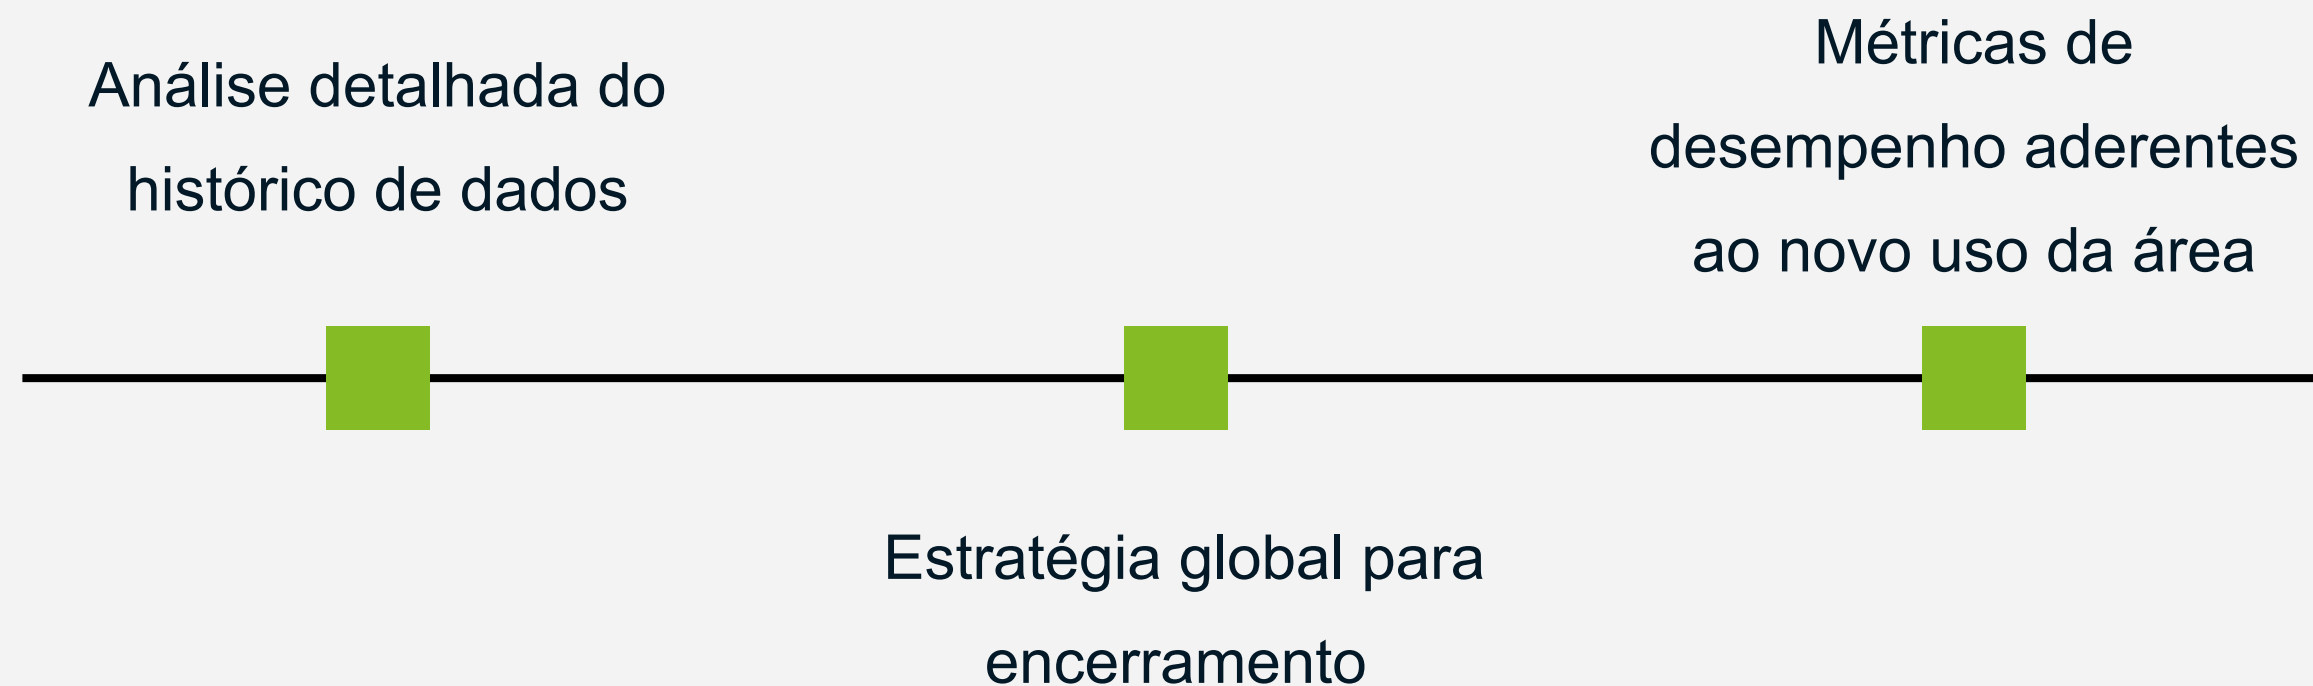 Análise detalhada do
histórico de dados
Estratégia global para
encerramento
Métricas de
desempenho aderentes
ao novo uso da área